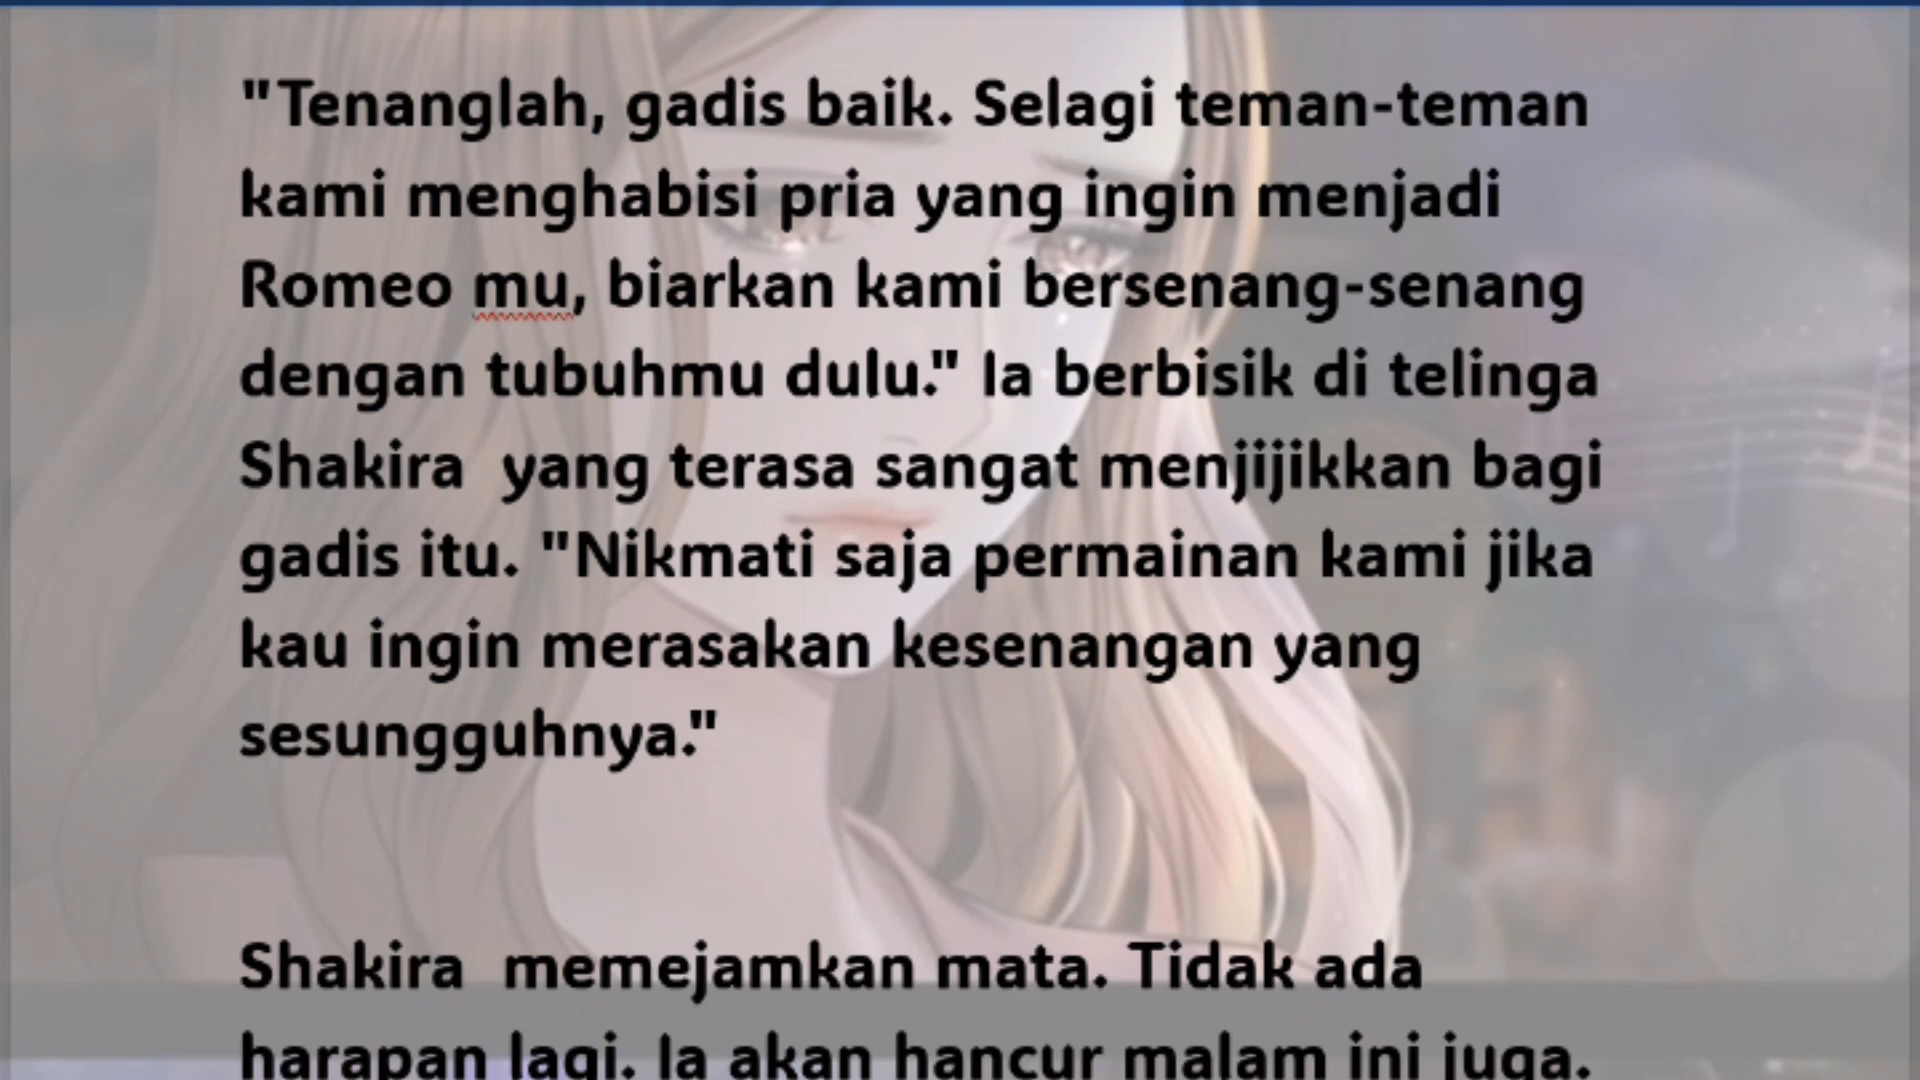 "Tenanglah, gadis baik. Selagi teman-teman
kami menghabisi pria yang ingin menjadi
Romeo mu, biarkan kami bersenang-senang
dengan tubuhmu dulu." Ia berbisik di telinga
Shakira  yang terasa sangat menjijikkan bagi
gadis itu. "Nikmati saja permainan kami jika
kau ingin merasakan kesenangan yang
sesungguhnya."
Shakira  memejamkan mata. Tidak ada
harapan lagi. Ia akan hancur malam ini juga.